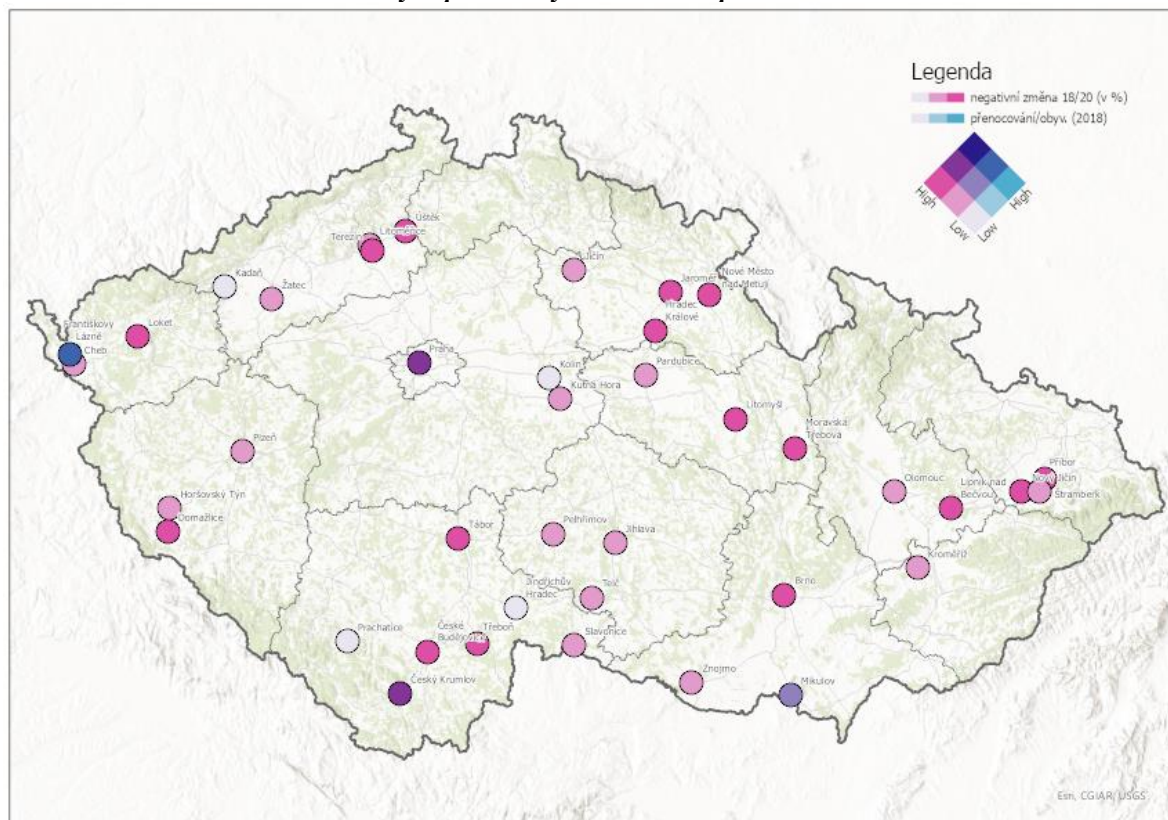 Legenda
negativní změna 18/20 (v %)
přenocování/obyv. (2018)
High
Low
Low
High
Úštěk
Terezín
Litoměřice
Kadaň
Žatec
Jičín
Jaroměř
Nové Město
nad Metují
Hradec
Králové
Františkovy
Lázně
Cheb
Loket
Praha
Kolín
Kutná Hora
Pardubice
Litomyšl
Moravská
Třebová
Plzeň
Horšovský Týn
Domažlice
Olomouc
Lipník nad
Bečvou
Příbor
Nový Jičín
Štramberk
Tábor
Pelhřimov
Jihlava
Kroměříž
Jindřichův
Hradec
Telč
Brno
Prachatice
České
Budějovice
Třeboň
Slavonice
Český Krumlov
Znojmo
Mikulov
Esri, CGIAR, USGS